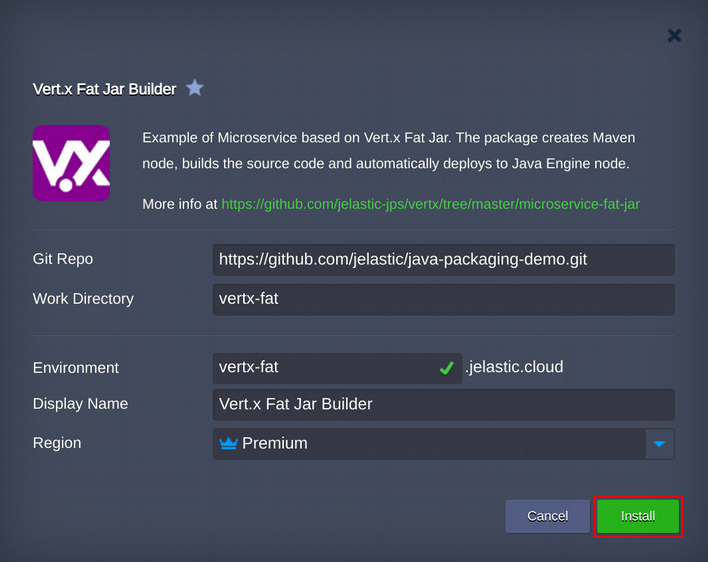 Vert.x Fat Jar Builder
VX
Example of Microservice based on Vert.x Fat Jar. The package creates Maven
node, builds the source code and automatically deploys to Java Engine node.
More info at https://github.com/jelastic-jps/vertx/tree/master/microservice-fat-jar
Git Repo https://github.com/jelastic/java-packaging-demo.git
Work Directory vertx-fat
Environment vertx-fat .jelastic.cloud
Display Name Vert.x Fat Jar Builder
Region Premium
Cancel Install